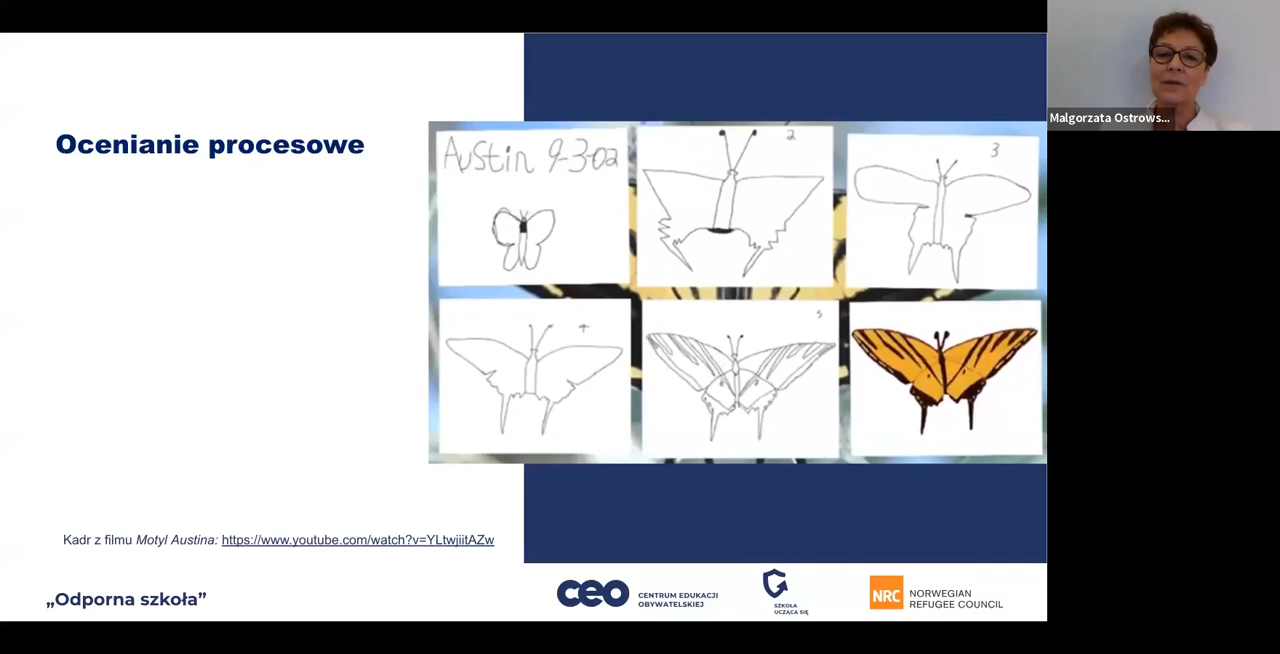 Ocenianie procesowe
Austin 9-3-02
2
3
4
5
Kadr z filmu Motyl Austina: https://www.youtube.com/watch?v=YLtwjiitAZw
„Odporna szkoła”
ceo CENTRUM EDUKACJI
OBYWATELSKIEJ
SZKOŁA
UCZĄCA SIĘ
NRC NORWEGIAN
REFUGEE COUNCIL
Malgorzata Ostrows...